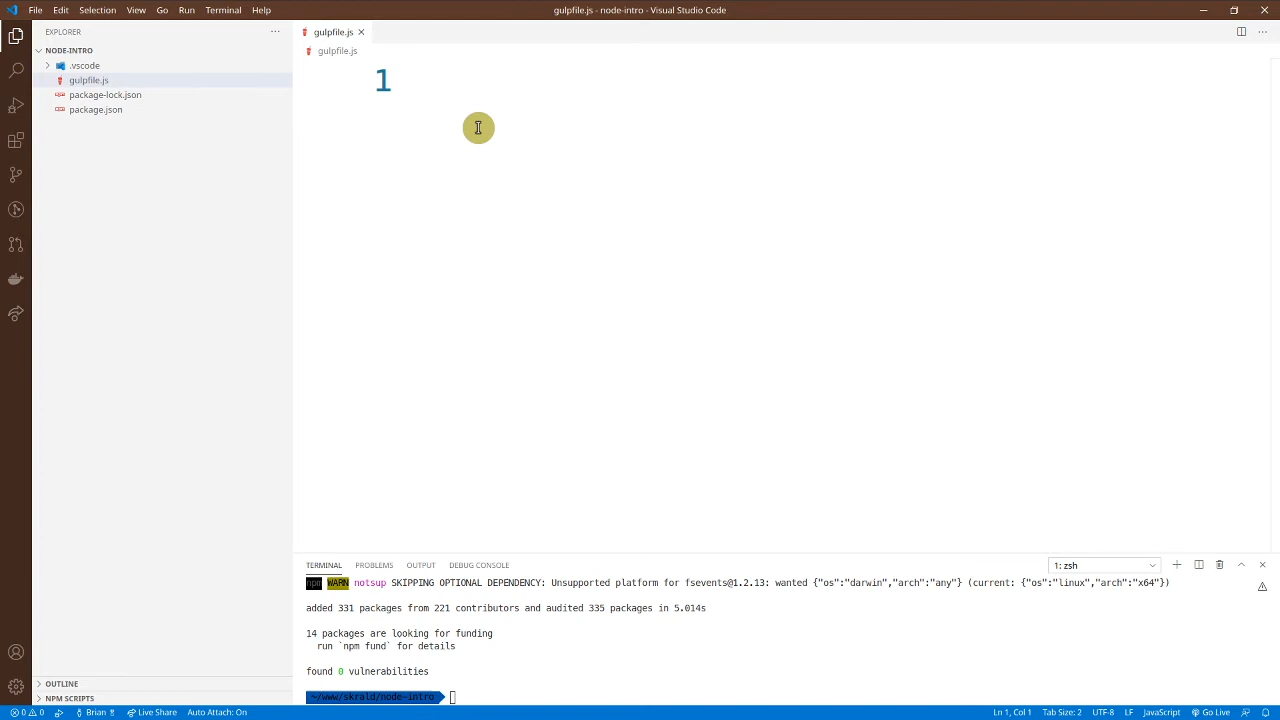 File Edit Selection View Go Run Terminal Help
gulpfile.js - node-intro - Visual Studio Code
EXPLORER
NODE-INTRO
.vscode
gulpfile.js
package-lock.json
package.json
OUTLINE
NPM SCRIPTS
gulpfile.js
gulpfile.js
1
TERMINAL PROBLEMS OUTPUT DEBUG CONSOLE
1: zsh
npm WARN notsup SKIPPING OPTIONAL DEPENDENCY: Unsupported platform for fsevents@1.2.13: wanted {"os":"darwin","arch":"any"} (current: {"os":"linux","arch":"x64"})
added 331 packages from 221 contributors and audited 335 packages in 5.014s
14 packages are looking for funding
run `npm fund` for details
found 0 vulnerabilities
~/www/skrald/node-intro
0 0 Brian Live Share Auto Attach: On
Ln 1, Col 1 Tab Size: 2 UTF-8 LF JavaScript Go Live